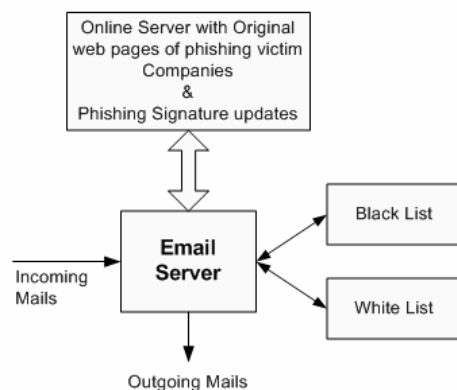 Online Server with Original
web pages of phishing victim
Companies
&
Phishing Signature updates
Email
Server
Black List
White List
Incoming
Mails
Outgoing Mails